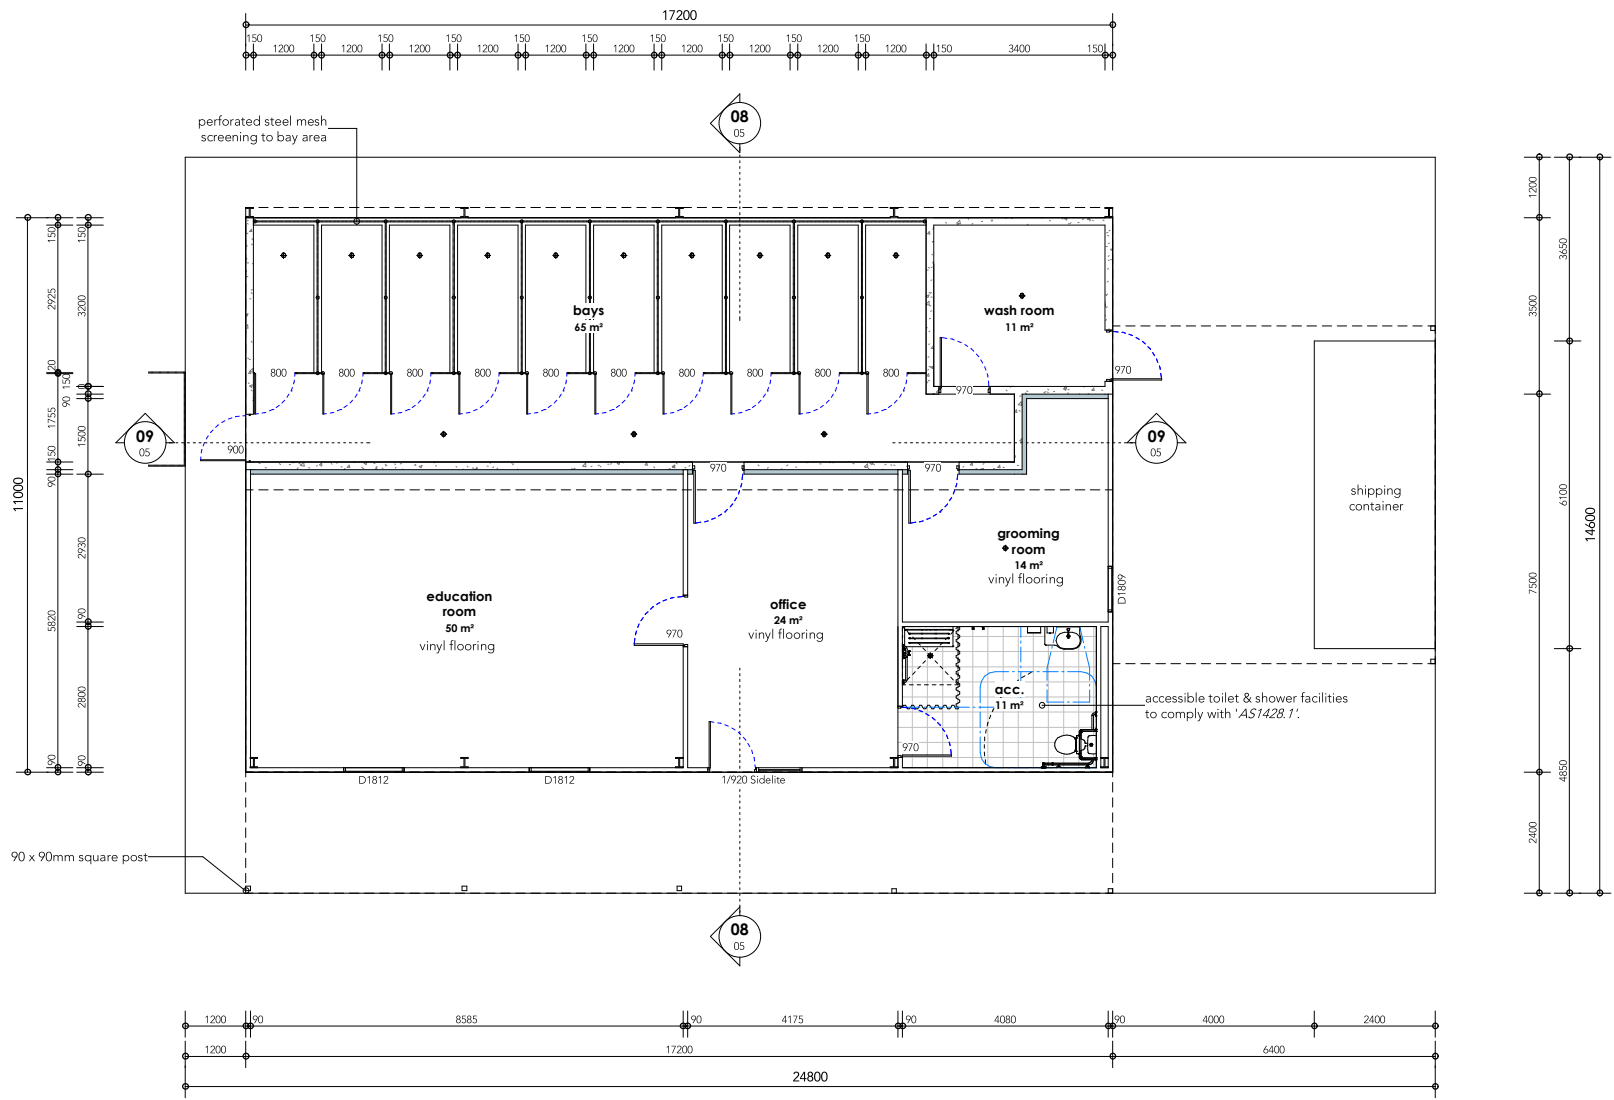 17200
150 150 150 150 150 150 150 150 150 150 150 150
1200 1200 1200 1200 1200 1200 1200 1200 1200 1200 3400
perforated steel mesh
screening to bay area
08
05
bays
65 m²
wash room
11 m²
800 800 800 800 800 800 800 800 800 800
970
970
900
970
970
09
05
09
05
education
room
50 m²
vinyl flooring
970
office
24 m²
vinyl flooring
grooming
room
14 m²
vinyl flooring
D1809
acc.
11 m²
970
accessible toilet & shower facilities
to comply with 'AS1428.1'.
shipping
container
D1812
D1812
1/920 Sidelite
90 x 90mm square post
08
05
11000
150
2925
120
1755
150
90
5820
90
150
3200
150
90
1500
2930
90
2800
90
1200
3500
7500
2400
3650
6100
4850
14600
1200 90 8585 90 4175 90 4080 90 4000 2400
1200 17200 6400
24800